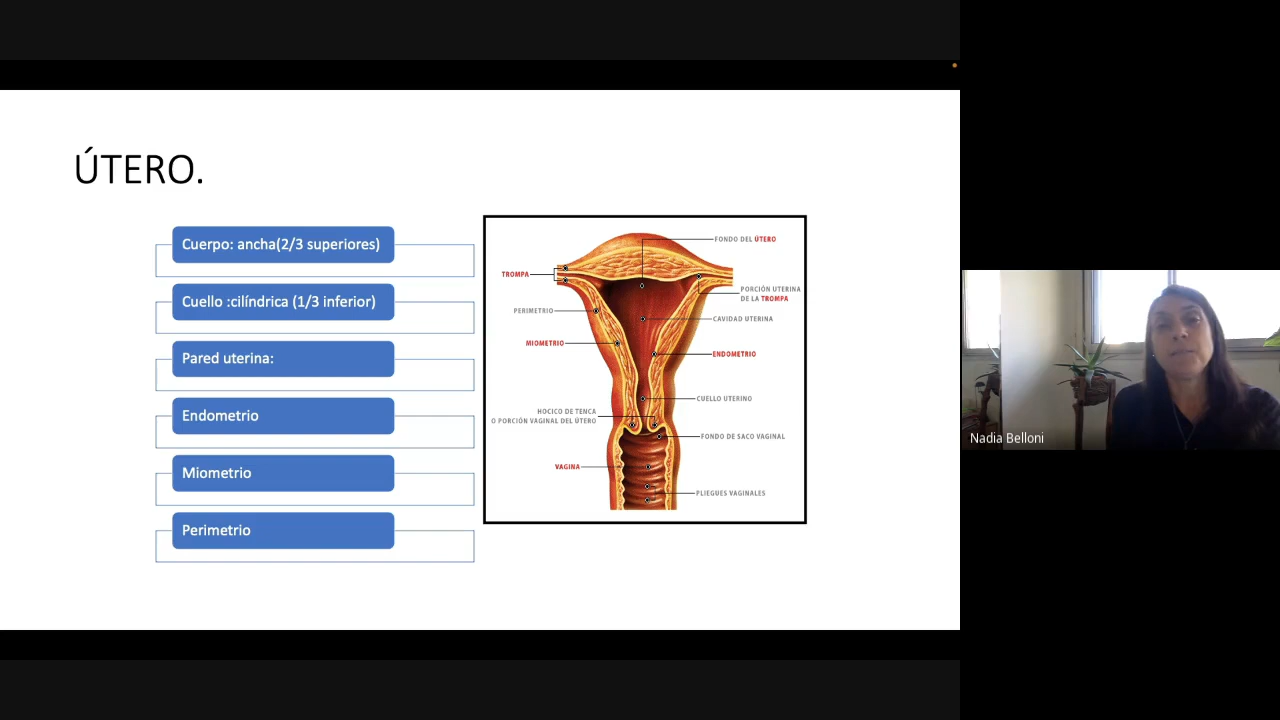 ÚTERO.
Cuerpo: ancha(2/3 superiores)
Cuello :cilíndrica (1/3 inferior)
Pared uterina:
Endometrio
Miometrio
Perimetrio
FONDO DEL ÚTERO
TROMPA
PORCIÓN UTERINA
DE LA TROMPA
PERIMETRIO
CAVIDAD UTERINA
MIOMETRIO
ENDOMETRIO
CUELLO UTERINO
HOCICO DE TENCA
O PORCIÓN VAGINAL DEL ÚTERO
FONDO DE SACO VAGINAL
VAGINA
PLIEGUES VAGINALES
Nadia Belloni